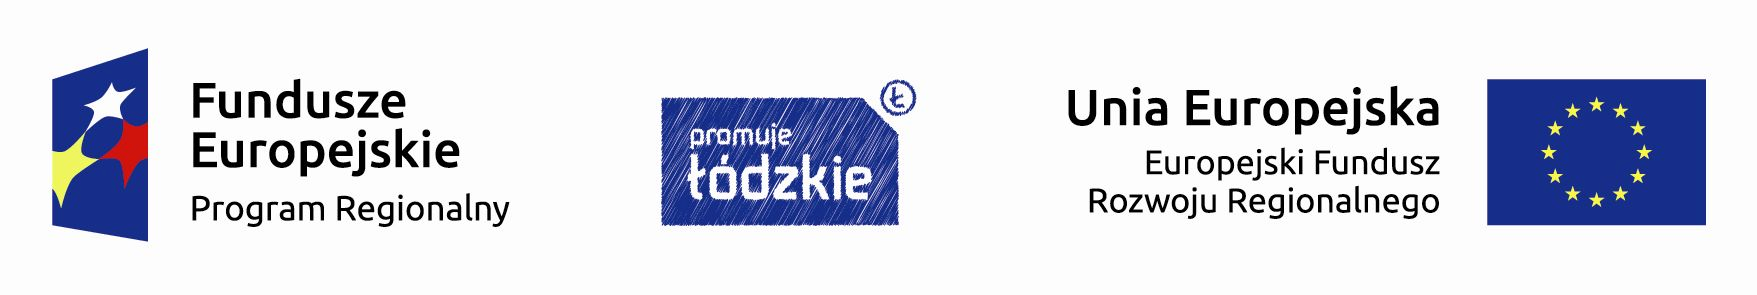 Fundusze
Europejskie
Program Regionalny
promuje
łódzkie
Ł
Unia Europejska
Europejski Fundusz
Rozwoju Regionalnego